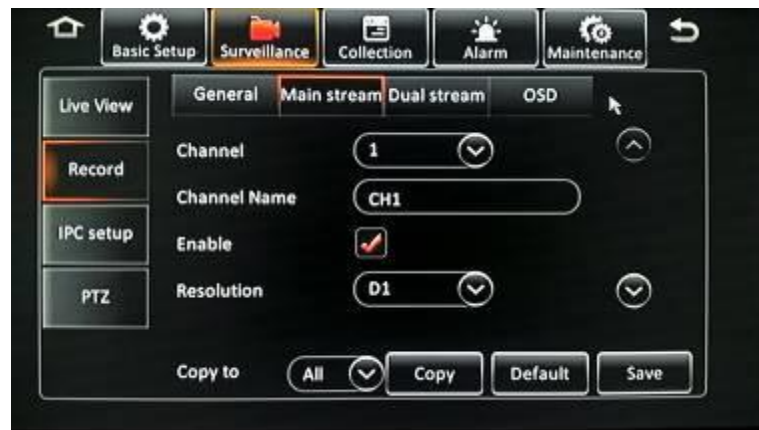 Basic Setup Surveillance Collection Alarm Maintenance
Live View General Main stream Dual stream OSD
Channel 1
Record
Channel Name CH1
IPC setup Enable
PTZ Resolution D1
Copy to All Copy Default Save